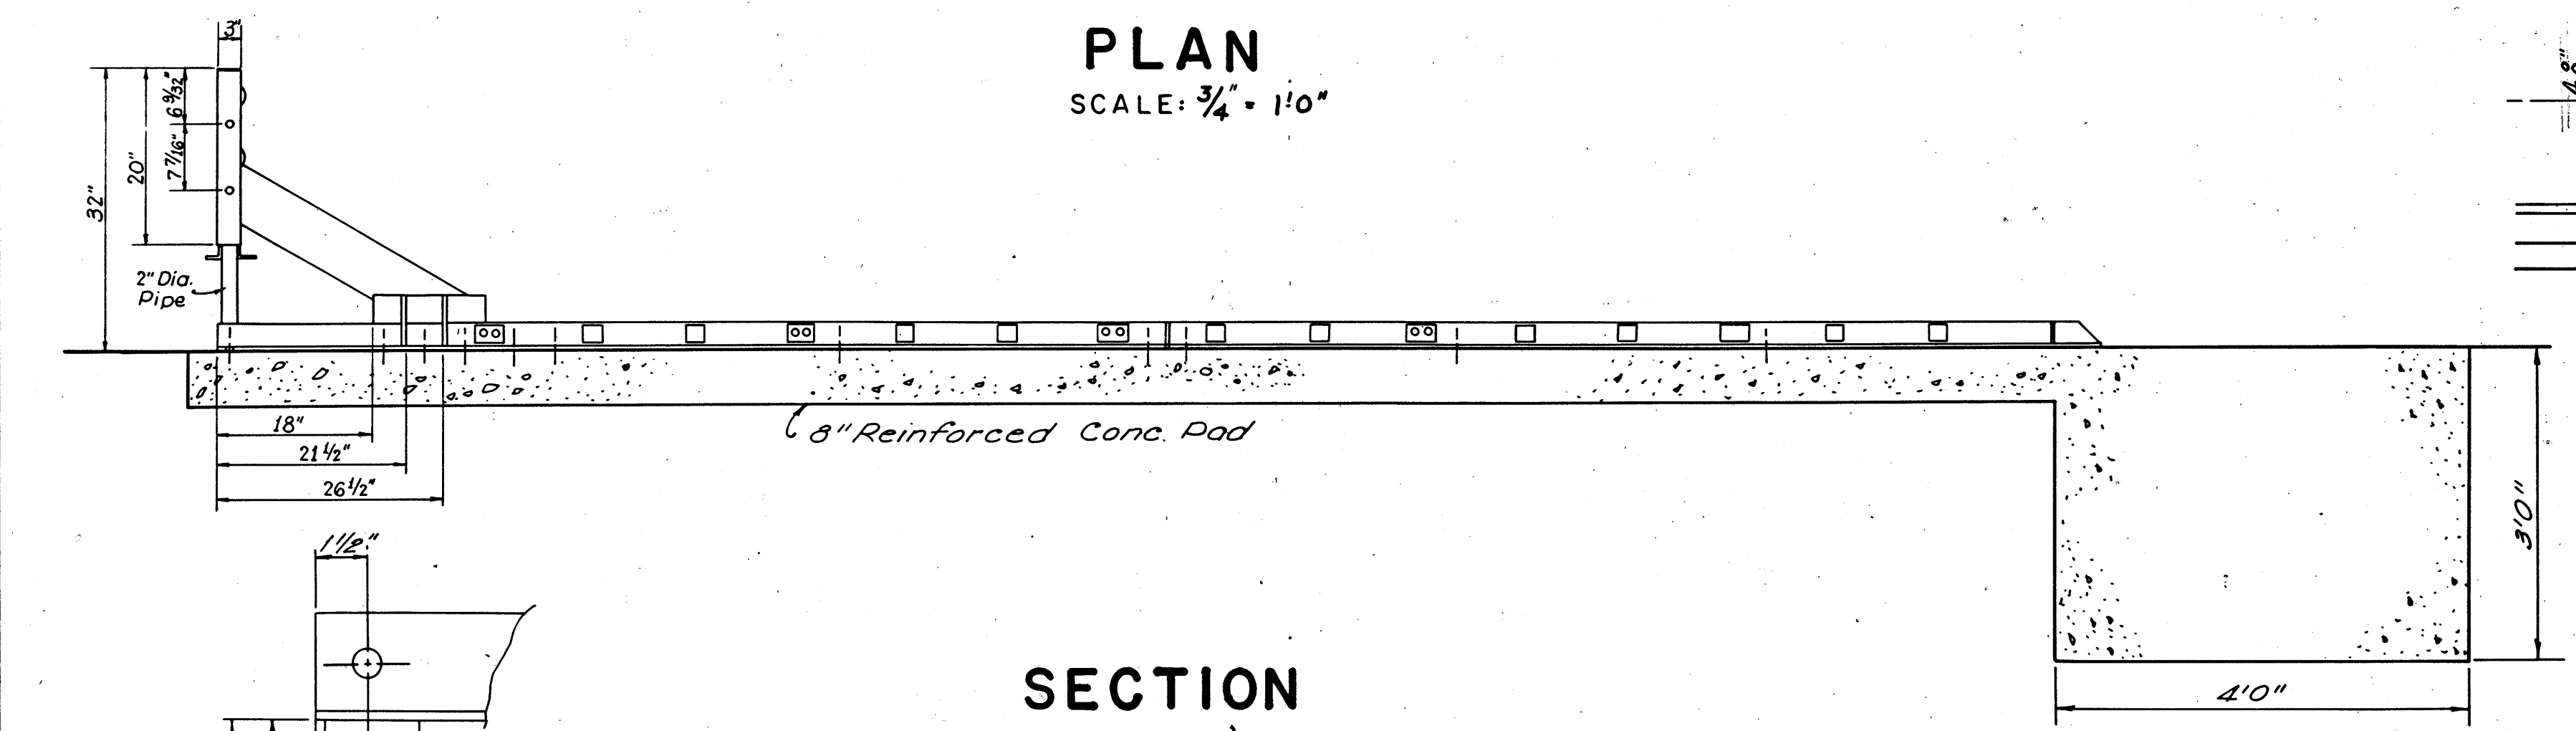 PLAN
SCALE: 3/4" = 1'0"
3"
6 9/32"
7 7/16"
20"
32"
2" Dia.
Pipe
18"
21 1/2"
26 1/2"
8" Reinforced Conc. Pad
3'0"
4'0"
1 1/2"
SECTION